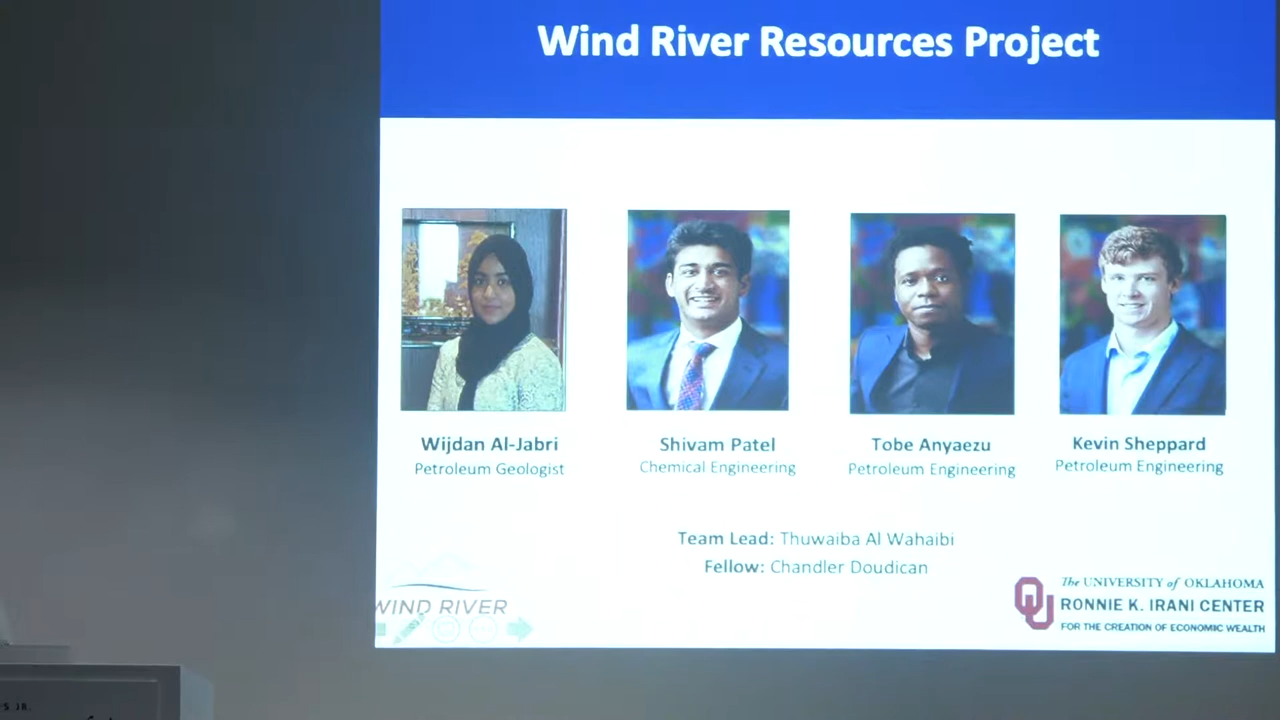 Wind River Resources Project
Wijdan Al-Jabri
Petroleum Geologist
Shivam Patel
Chemical Engineering
Tobe Anyaezu
Petroleum Engineering
Kevin Sheppard
Petroleum Engineering
Team Lead: Thuwaiba Al Wahaibi
Fellow: Chandler Doudican
WIND RIVER
The UNIVERSITY of OKLAHOMA
RONNIE K. IRANI CENTER
FOR THE CREATION OF ECONOMIC WEALTH
JR.